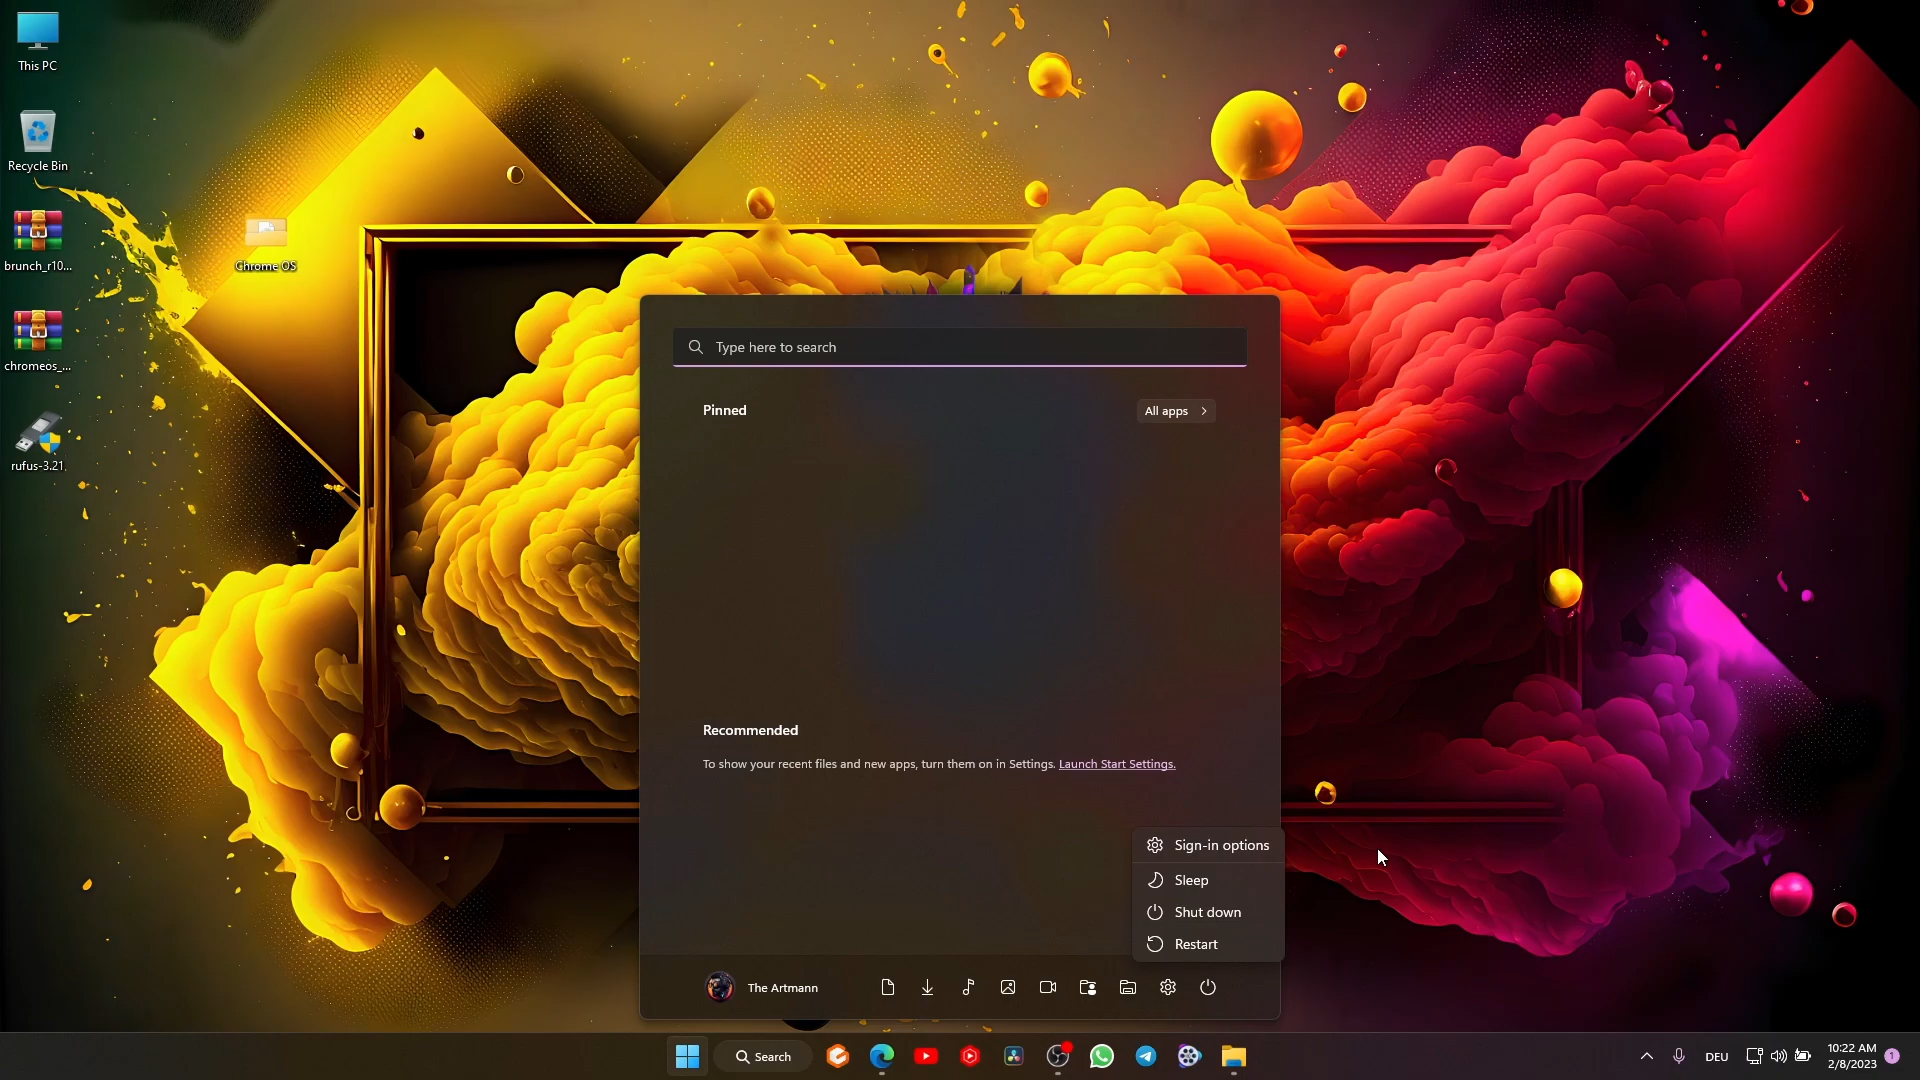 This PC
Recycle Bin
brunch_r10...
chromeos_...
rufus-3.21.
Chrome OS
Type here to search
Pinned
All apps
Recommended
To show your recent files and new apps, turn them on in Settings. Launch Start Settings.
Sign-in options
Sleep
Shut down
Restart
The Artmann
Search
DEU
10:22 AM
2/8/2023
1